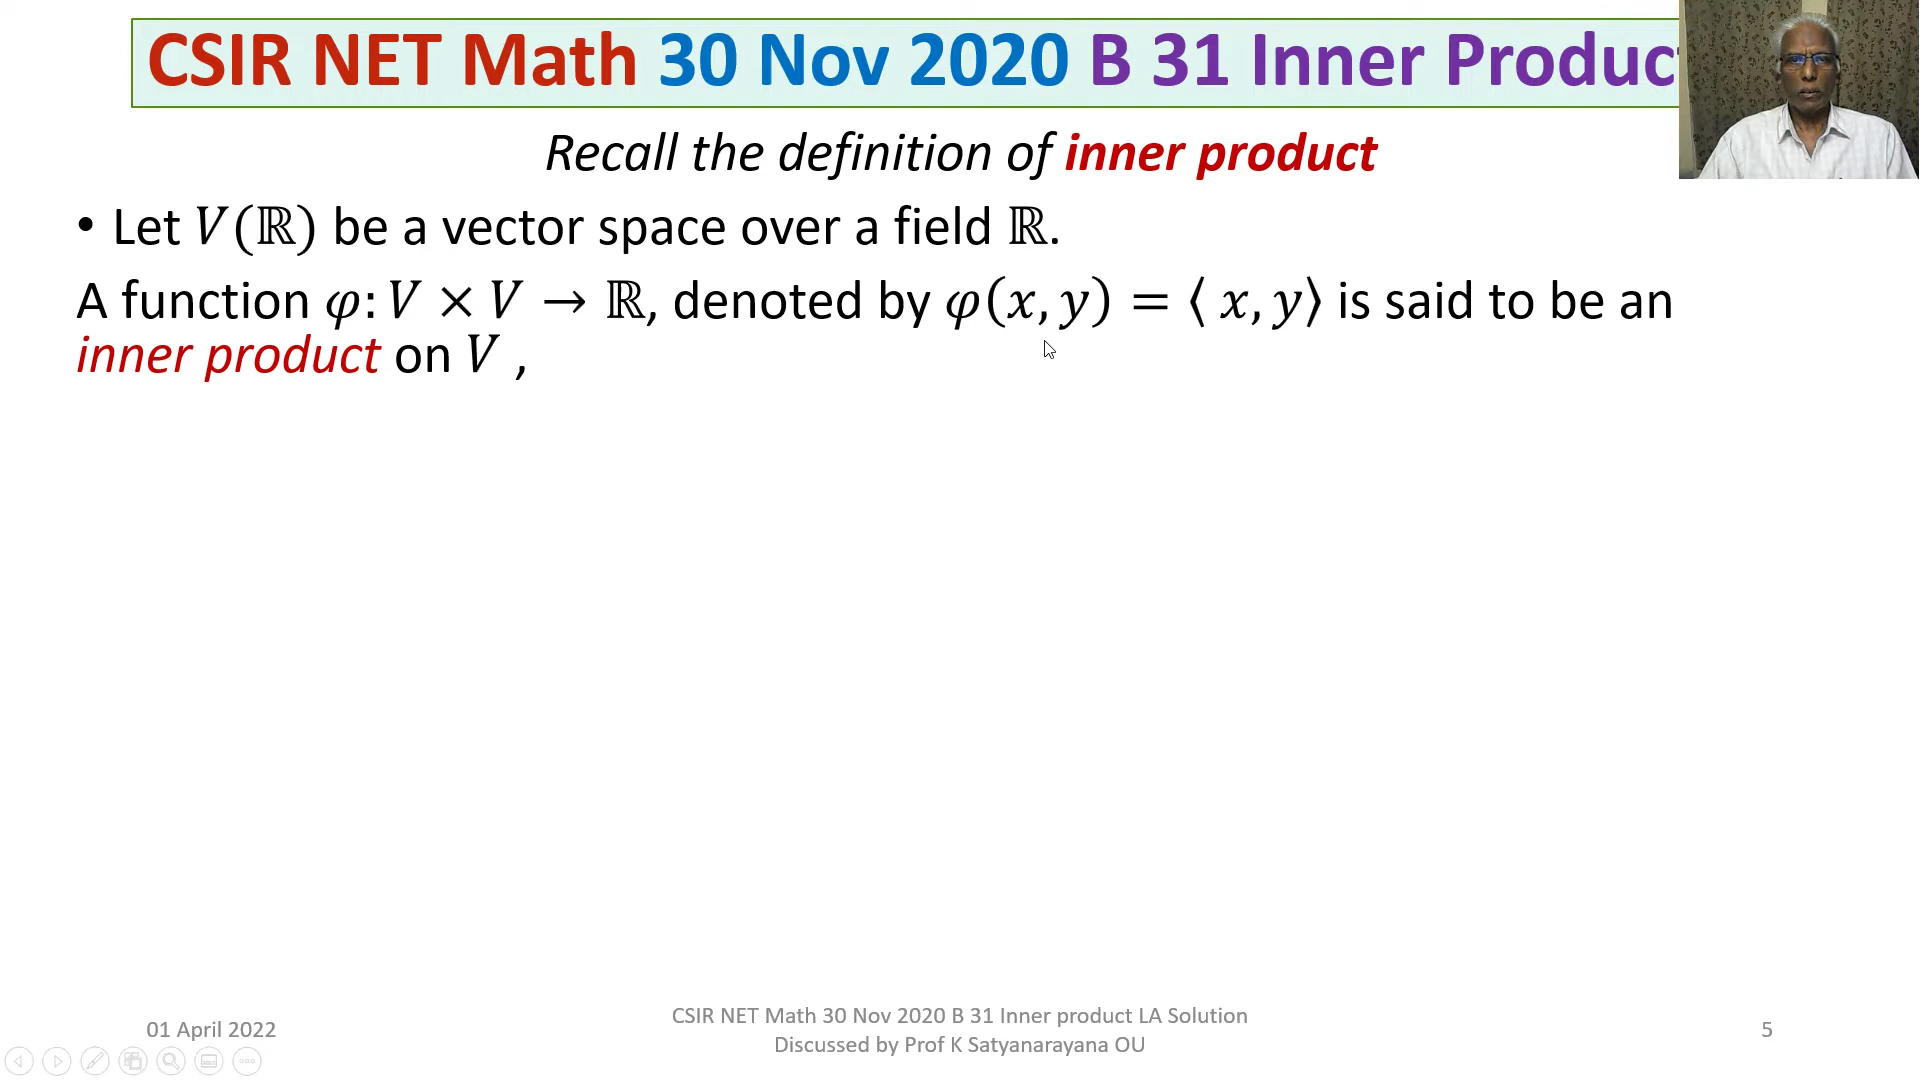 CSIR NET Math 30 Nov 2020 B 31 Inner Produc
Recall the definition of inner product
• Let V(ℝ) be a vector space over a field ℝ.
A function φ: V × V → ℝ, denoted by φ(x, y) = ⟨ x, y⟩ is said to be an
inner product on V ,
01 April 2022
CSIR NET Math 30 Nov 2020 B 31 Inner product LA Solution
Discussed by Prof K Satyanarayana OU
5